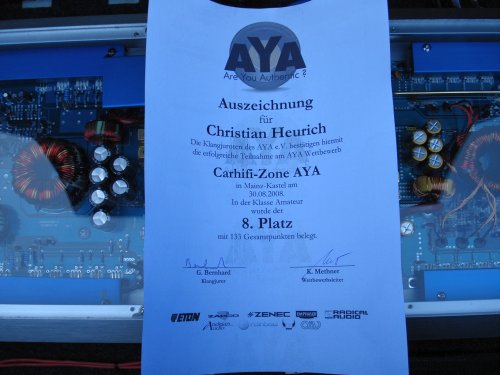 AYA
Are You Authentic ?
Auszeichnung
für
Christian Heurich
Die Klangjuroren des AYA e.V. bestätigen hiermit
die erfolgreiche Teilnahme am AYA Wettbewerb
Carhifi-Zone AYA
in Mainz-Kastel am
30.08.2008.
In der Klasse Amateur
wurde der
8. Platz
mit 133 Gesamtpunkten belegt.
G. Bernhard
Klangjuror
K. Methner
Wettbewerbsleiter
ETON
ZENEC
RADICAL
AUDIO